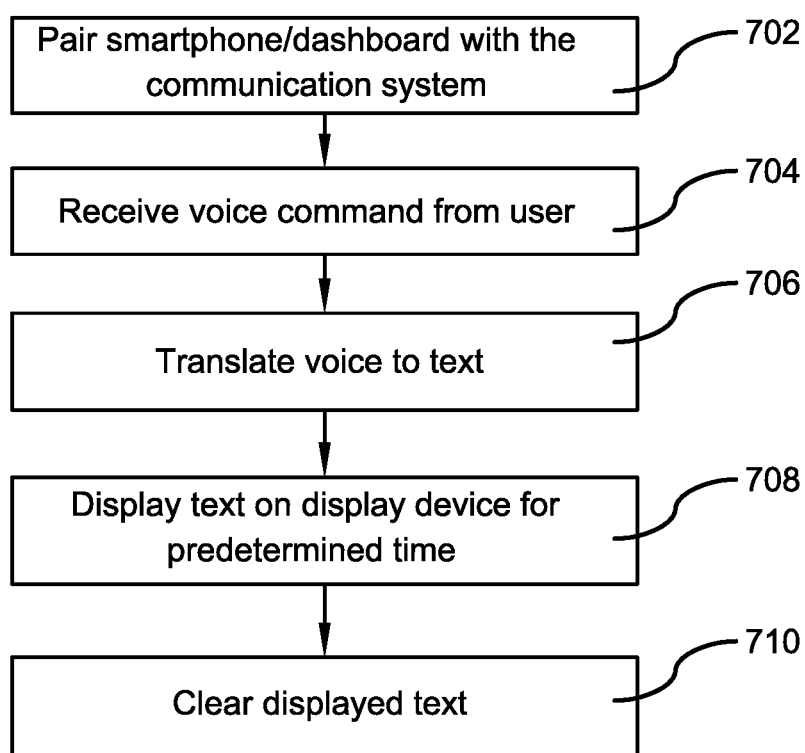 Pair smartphone/dashboard with the
communication system
702
Receive voice command from user
704
Translate voice to text
706
Display text on display device for
predetermined time
708
Clear displayed text
710